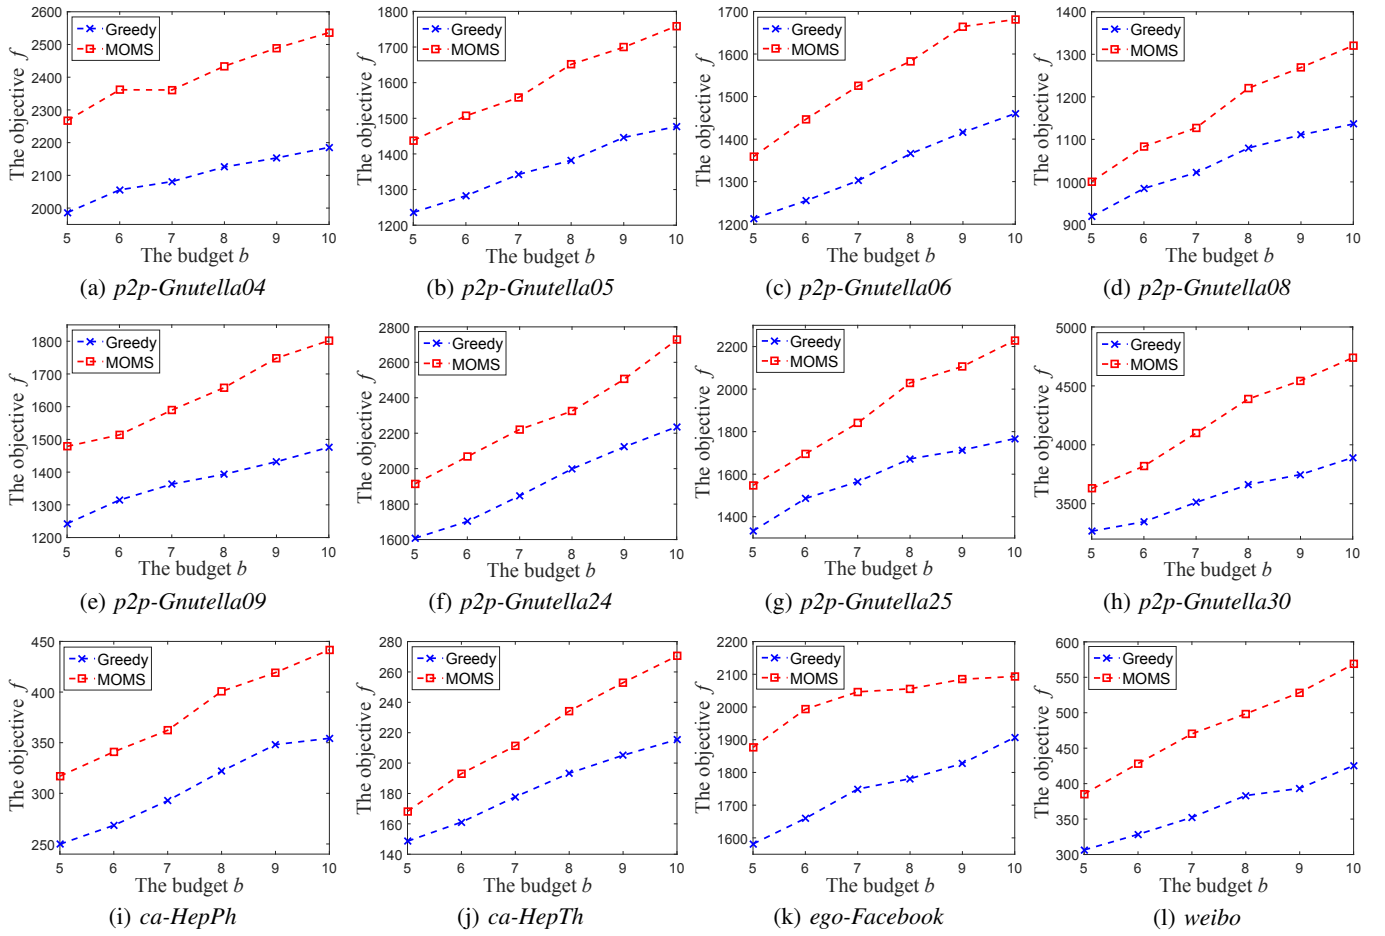 The objective f
2600
2500
2400
2300
2200
2100
2000
Greedy
MOMS
5 6 7 8 9 10
The budget b
(a) p2p-Gnutella04
The objective f
1800
1700
1600
1500
1400
1300
1200
Greedy
MOMS
5 6 7 8 9 10
The budget b
(b) p2p-Gnutella05
The objective f
1700
1600
1500
1400
1300
1200
Greedy
MOMS
5 6 7 8 9 10
The budget b
(c) p2p-Gnutella06
The objective f
1400
1300
1200
1100
1000
900
Greedy
MOMS
5 6 7 8 9 10
The budget b
(d) p2p-Gnutella08
The objective f
1800
1700
1600
1500
1400
1300
1200
Greedy
MOMS
5 6 7 8 9 10
The budget b
(e) p2p-Gnutella09
The objective f
2800
2600
2400
2200
2000
1800
1600
Greedy
MOMS
5 6 7 8 9 10
The budget b
(f) p2p-Gnutella24
The objective f
2200
2000
1800
1600
1400
Greedy
MOMS
5 6 7 8 9 10
The budget b
(g) p2p-Gnutella25
The objective f
5000
4500
4000
3500
Greedy
MOMS
5 6 7 8 9 10
The budget b
(h) p2p-Gnutella30
The objective f
450
400
350
300
250
Greedy
MOMS
5 6 7 8 9 10
The budget b
(i) ca-HepPh
The objective f
280
260
240
220
200
180
160
140
Greedy
MOMS
5 6 7 8 9 10
The budget b
(j) ca-HepTh
The objective f
2200
2100
2000
1900
1800
1700
1600
Greedy
MOMS
5 6 7 8 9 10
The budget b
(k) ego-Facebook
The objective f
600
550
500
450
400
350
300
Greedy
MOMS
5 6 7 8 9 10
The budget b
(l) weibo